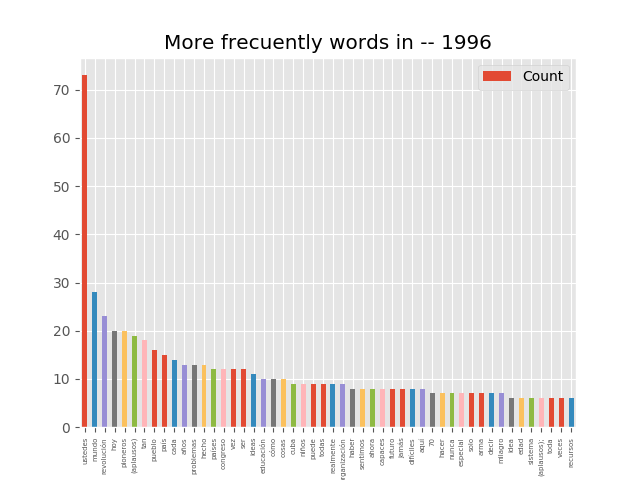 More frecuently words in -- 1996
Count
70
60
50
40
30
20
10
0
ustedes
mundo
revolución
hoy
pioneros
(aplausos)
tan
pueblo
país
cada
años
problemas
hecho
países
congreso
vez
ser
ideas
educación
cómo
cosas
cuba
niños
puede
todas
realmente
organización
haber
sentimos
ahora
capaces
futuro
jamás
difíciles
aquí
70
hacer
nunca
especial
solo
arma
decir
milagro
idea
edad
sistema
(aplausos);
toda
veces
recursos